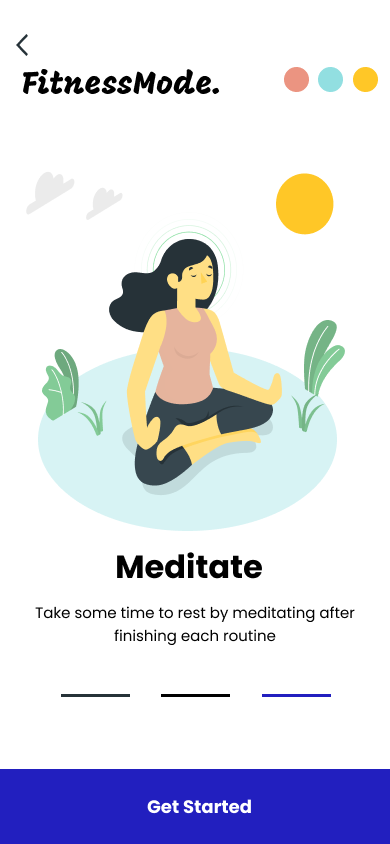 FitnessMode.
Meditate
Take some time to rest by meditating after
finishing each routine
Get Started